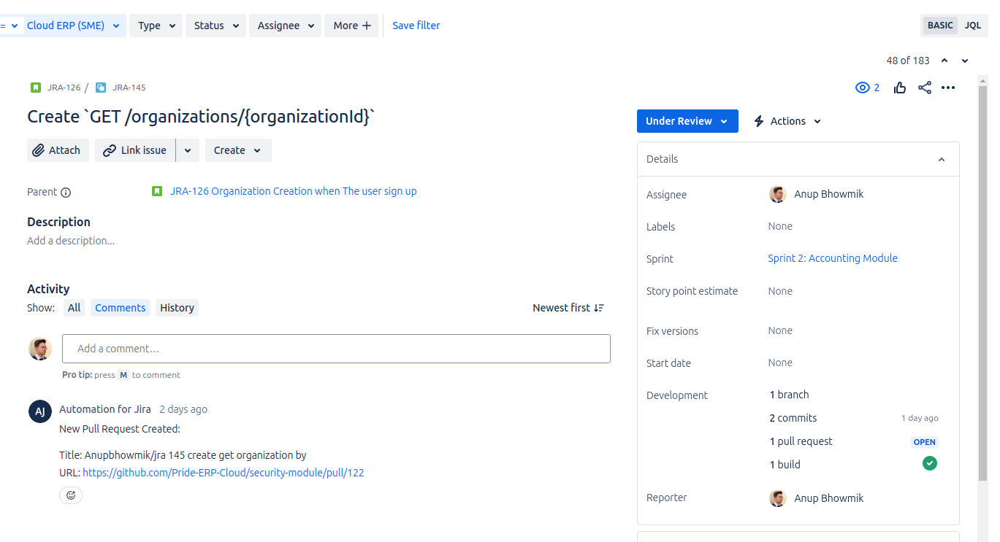 = Cloud ERP (SME) Type Status Assignee More + Save filter BASIC JQL
48 of 183
JRA-126 / JRA-145 2
Create `GET /organizations/{organizationId}`
Attach Link issue Create
Parent JRA-126 Organization Creation when The user sign up
Description
Add a description...
Activity
Show: All Comments History Newest first
Add a comment...
Pro tip: press M to comment
AJ Automation for Jira 2 days ago
New Pull Request Created:
Title: Anupbhowmik/jra 145 create get organization by
URL: https://github.com/Pride-ERP-Cloud/security-module/pull/122
Under Review Actions
Details
Assignee Anup Bhowmik
Labels None
Sprint Sprint 2: Accounting Module
Story point estimate None
Fix versions None
Start date None
Development 1 branch
2 commits 1 day ago
1 pull request OPEN
1 build
Reporter Anup Bhowmik